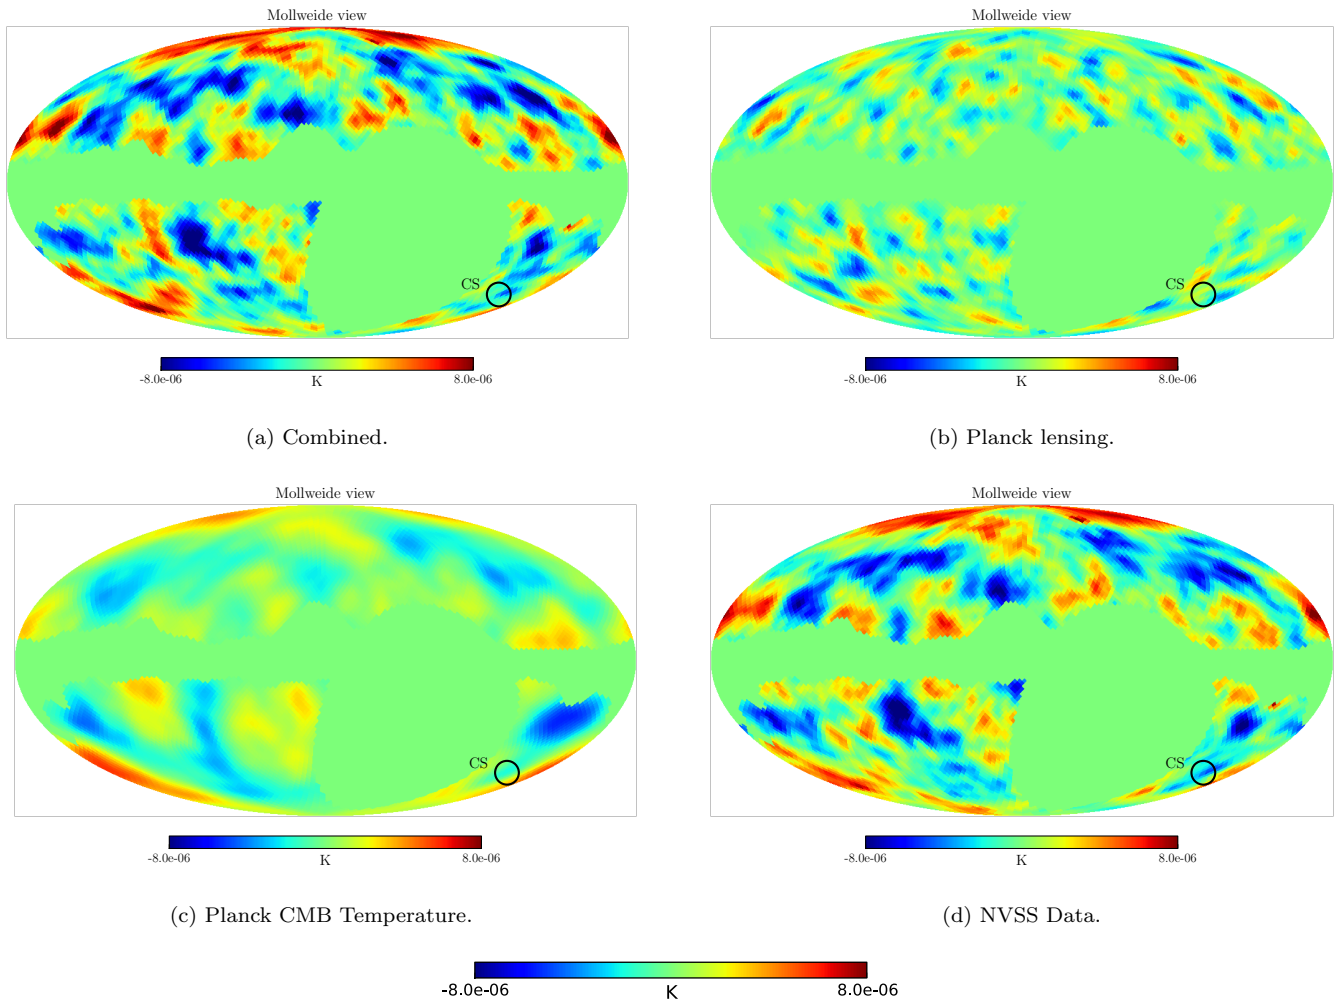 Mollweide view
Mollweide view
CS
CS
-8.0e-06 K 8.0e-06
-8.0e-06 K 8.0e-06
(a) Combined.
(b) Planck lensing.
Mollweide view
Mollweide view
CS
CS
-8.0e-06 K 8.0e-06
-8.0e-06 K 8.0e-06
(c) Planck CMB Temperature.
(d) NVSS Data.
-8.0e-06 K 8.0e-06